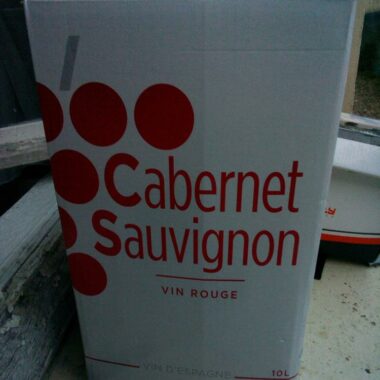 Cabernet
Sauvignon
VIN ROUGE
VIN D'ESPAGNE
10L